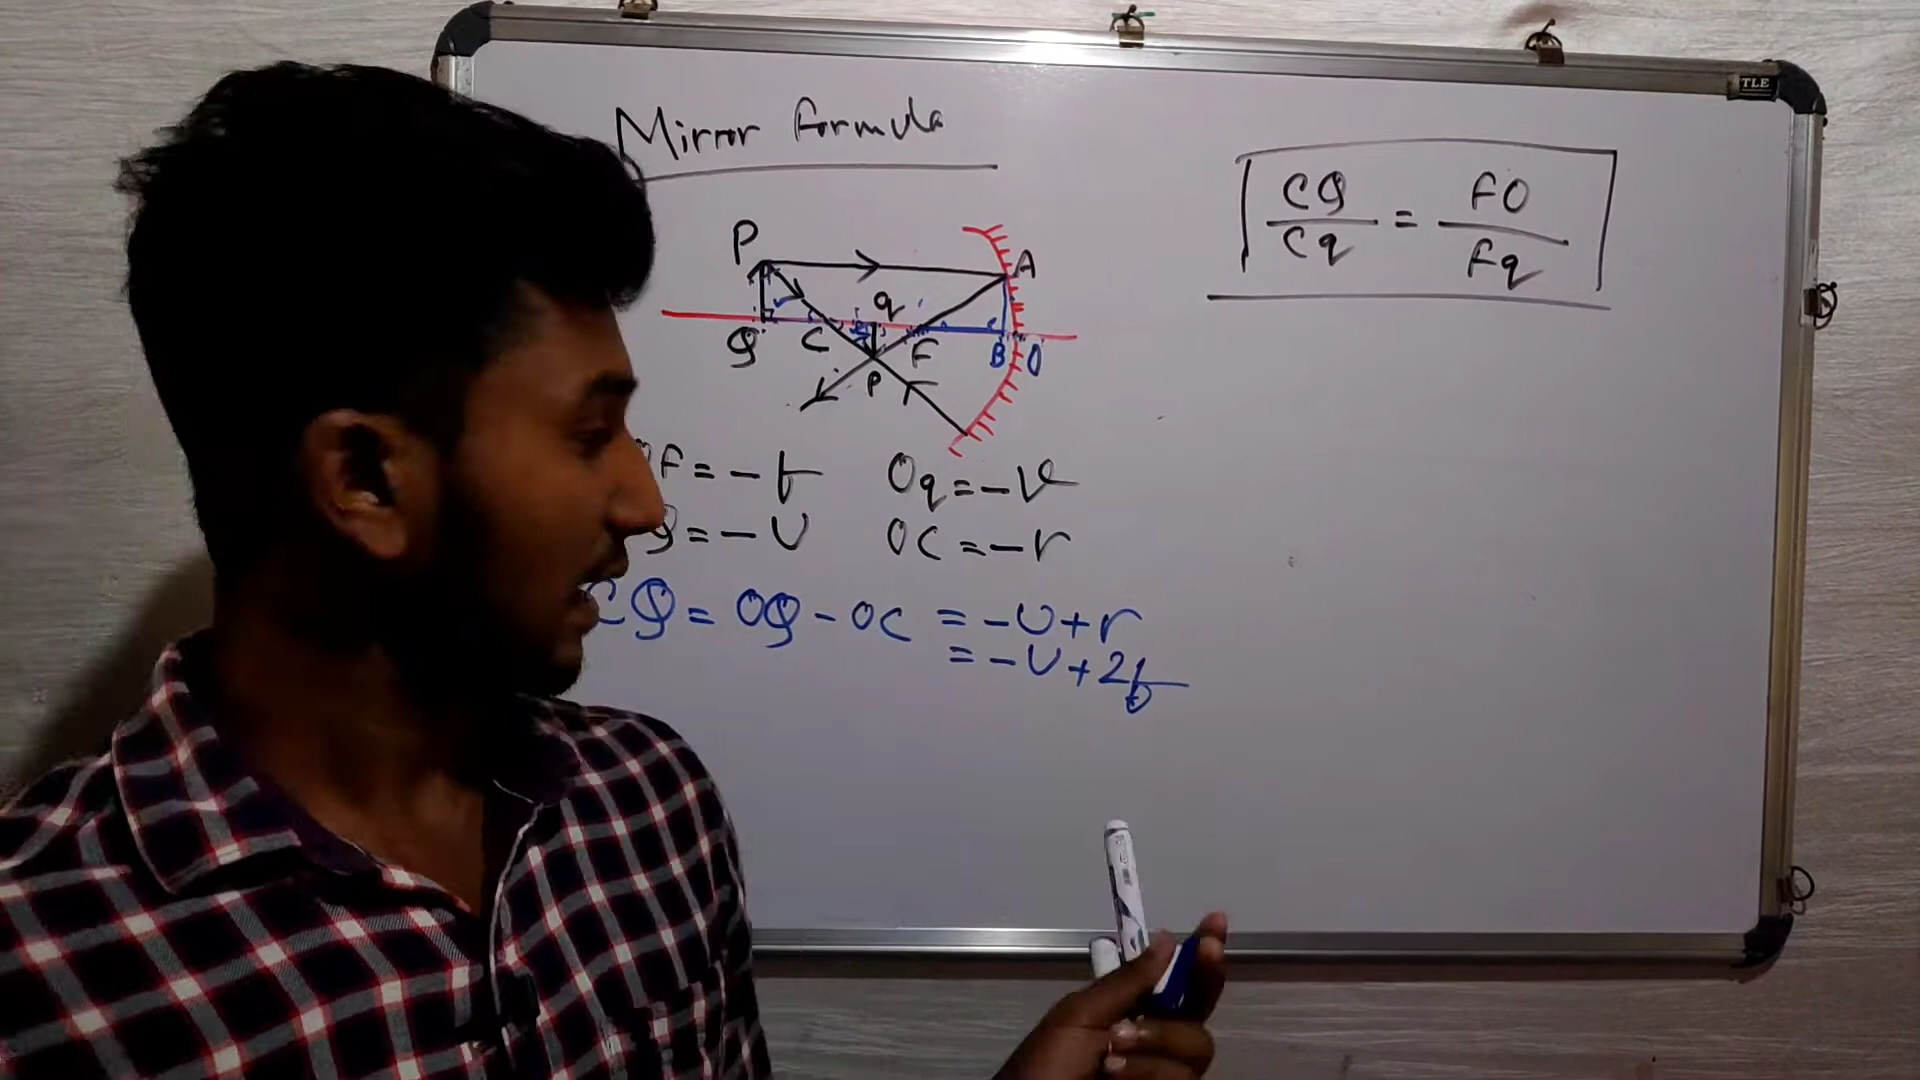 Mirror formula
TLE
CQ/Cq = FO/Fq
P
A
q
Q C F B O
P
F = - f Oq = - v
Q = - U OC = - r
CQ = OQ - OC = - U + r
= - U + 2f